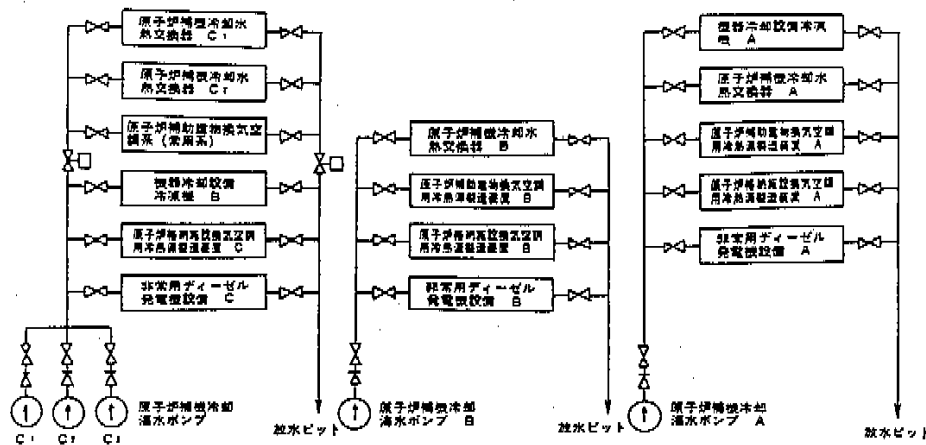 原子炉補機冷却水
熱交換器 C₁
原子炉補機冷却水
熱交換器 C₂
原子炉補助建物換気空
調系（常用系）
機器冷却設備
冷凍機 B
原子炉格納施設換気空調
用冷熱源製造装置 C
非常用ディーゼル
発電機設備 C
C₁
C₂
C₃
原子炉補機冷却
海水ポンプ
放水ピット
原子炉補機冷却水
熱交換器 B
原子炉補助建物換気空調
用冷熱源製造装置 B
原子炉格納施設換気空調
用冷熱源製造装置 B
非常用ディーゼル
発電機設備 B
原子炉補機冷却
海水ポンプ B
放水ピット
機器冷却設備冷凍
機 A
原子炉補機冷却水
熱交換器 A
原子炉補助建物換気空調
用冷熱源製造装置 A
原子炉格納施設換気空調
用冷熱源製造装置 A
非常用ディーゼル
発電機設備 A
原子炉補機冷却
海水ポンプ A
放水ピット